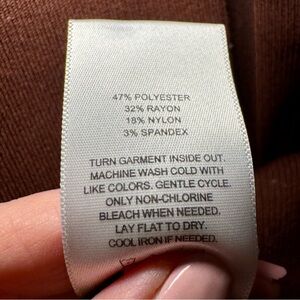 47% POLYESTER
32% RAYON
18% NYLON
3% SPANDEX
TURN GARMENT INSIDE OUT.
MACHINE WASH COLD WITH
LIKE COLORS. GENTLE CYCLE.
ONLY NON-CHLORINE
BLEACH WHEN NEEDED.
LAY FLAT TO DRY.
COOL IRON IF NEEDED.